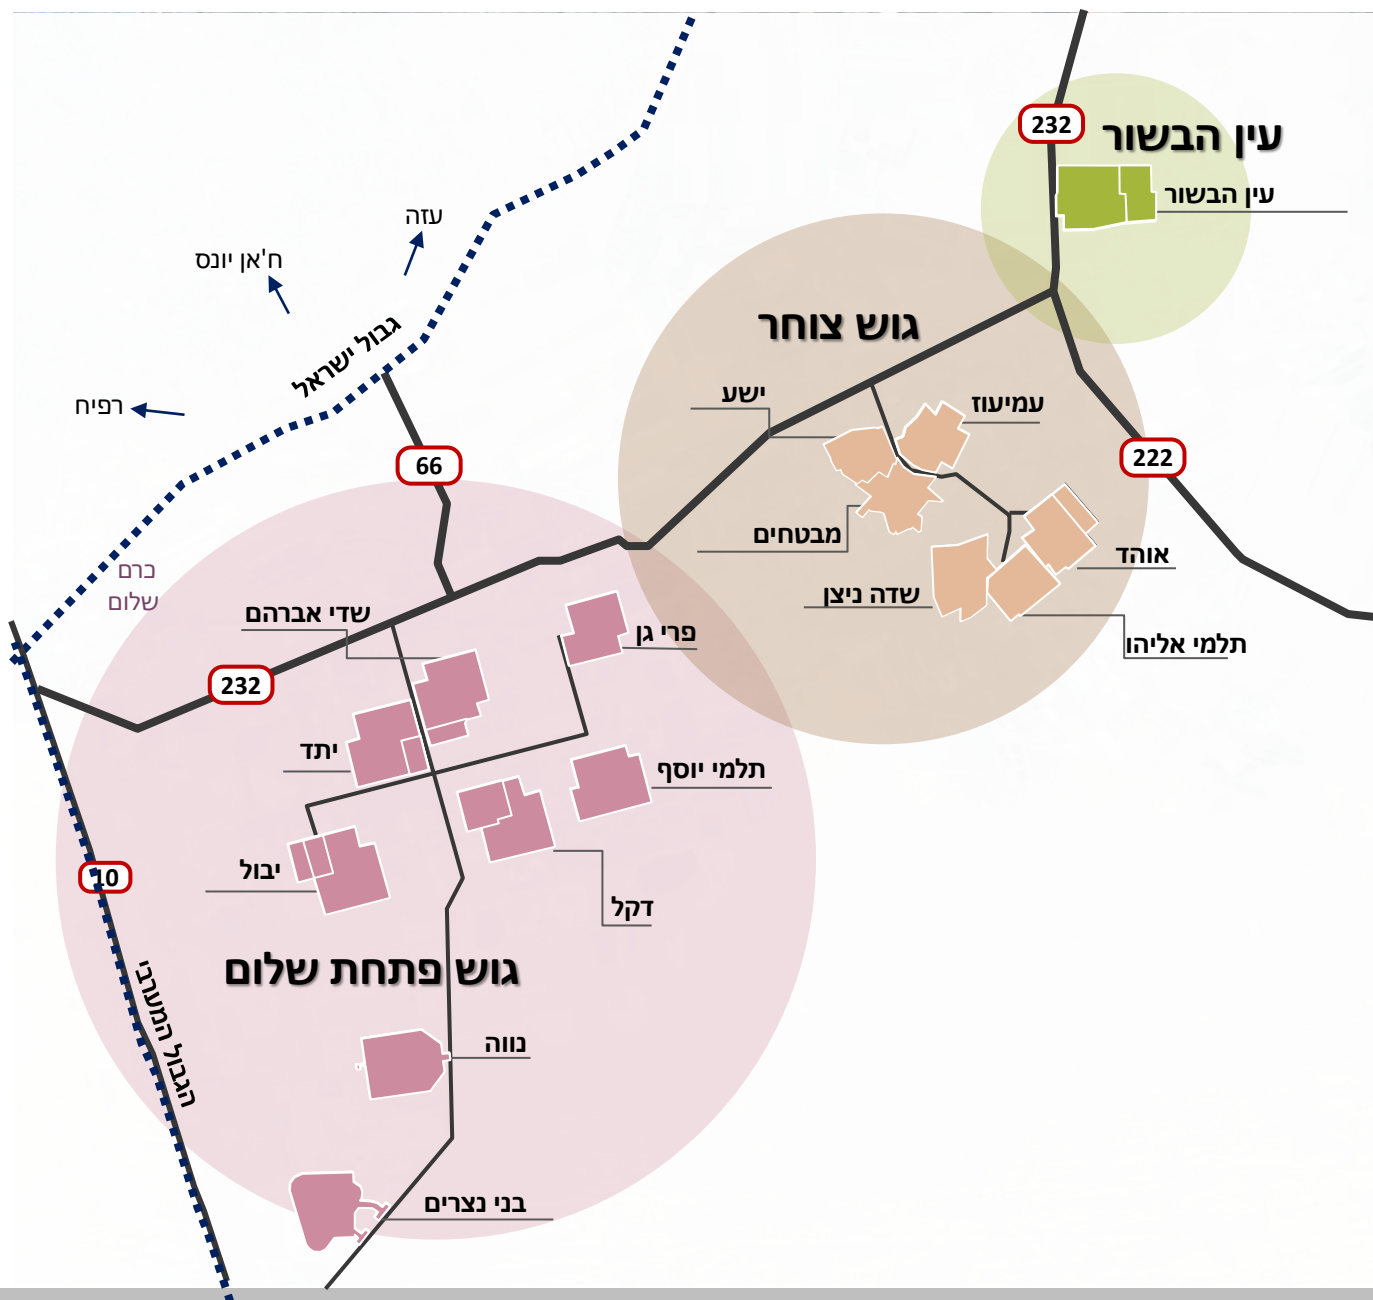 232
עין הבשור
עין הבשור
עזה
ח'אן יונס
גבול ישראל
גוש צוחר
רפיח
ישע
עמיעוז
66
222
מבטחים
אוהד
שדה ניצן
תלמי אליהו
כרם
שלום
שדי אברהם
פרי גן
232
יתד
תלמי יוסף
יבול
10
דקל
גוש פתחת שלום
הגבול המערבי
נווה
בני נצרים